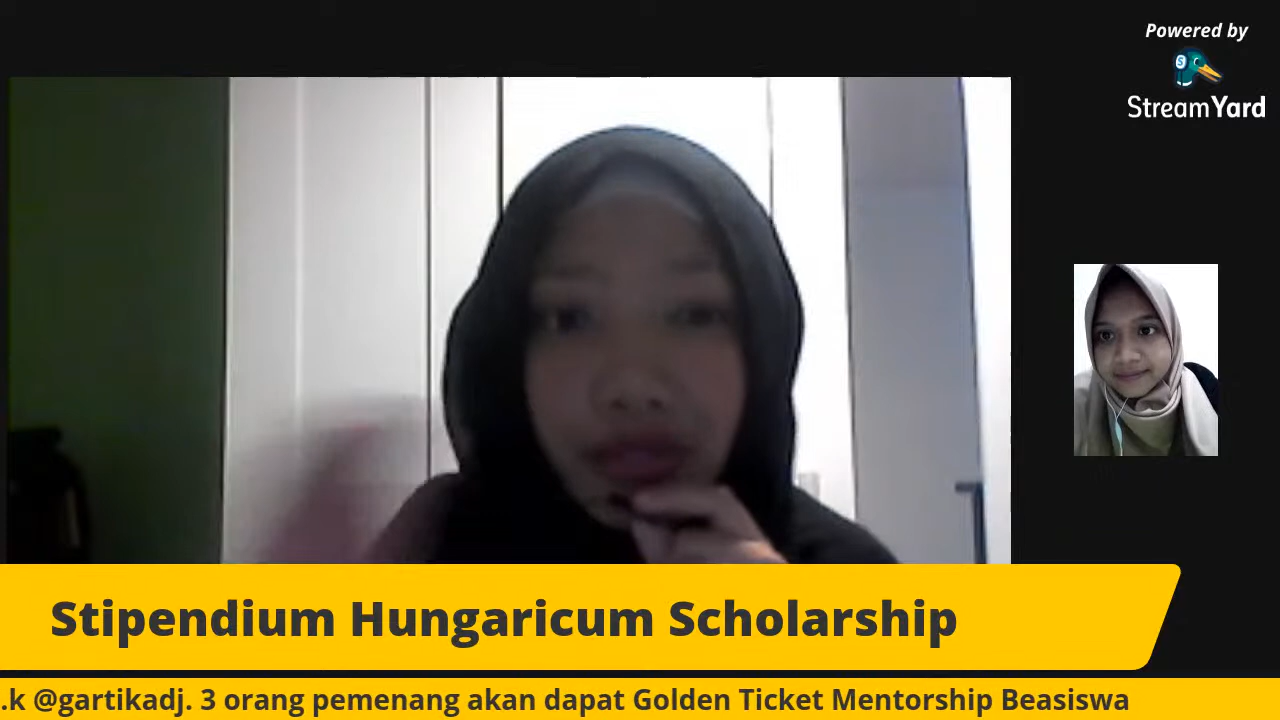 Powered by
StreamYard
Stipendium Hungaricum Scholarship
.k @gartikadj. 3 orang pemenang akan dapat Golden Ticket Mentorship Beasiswa